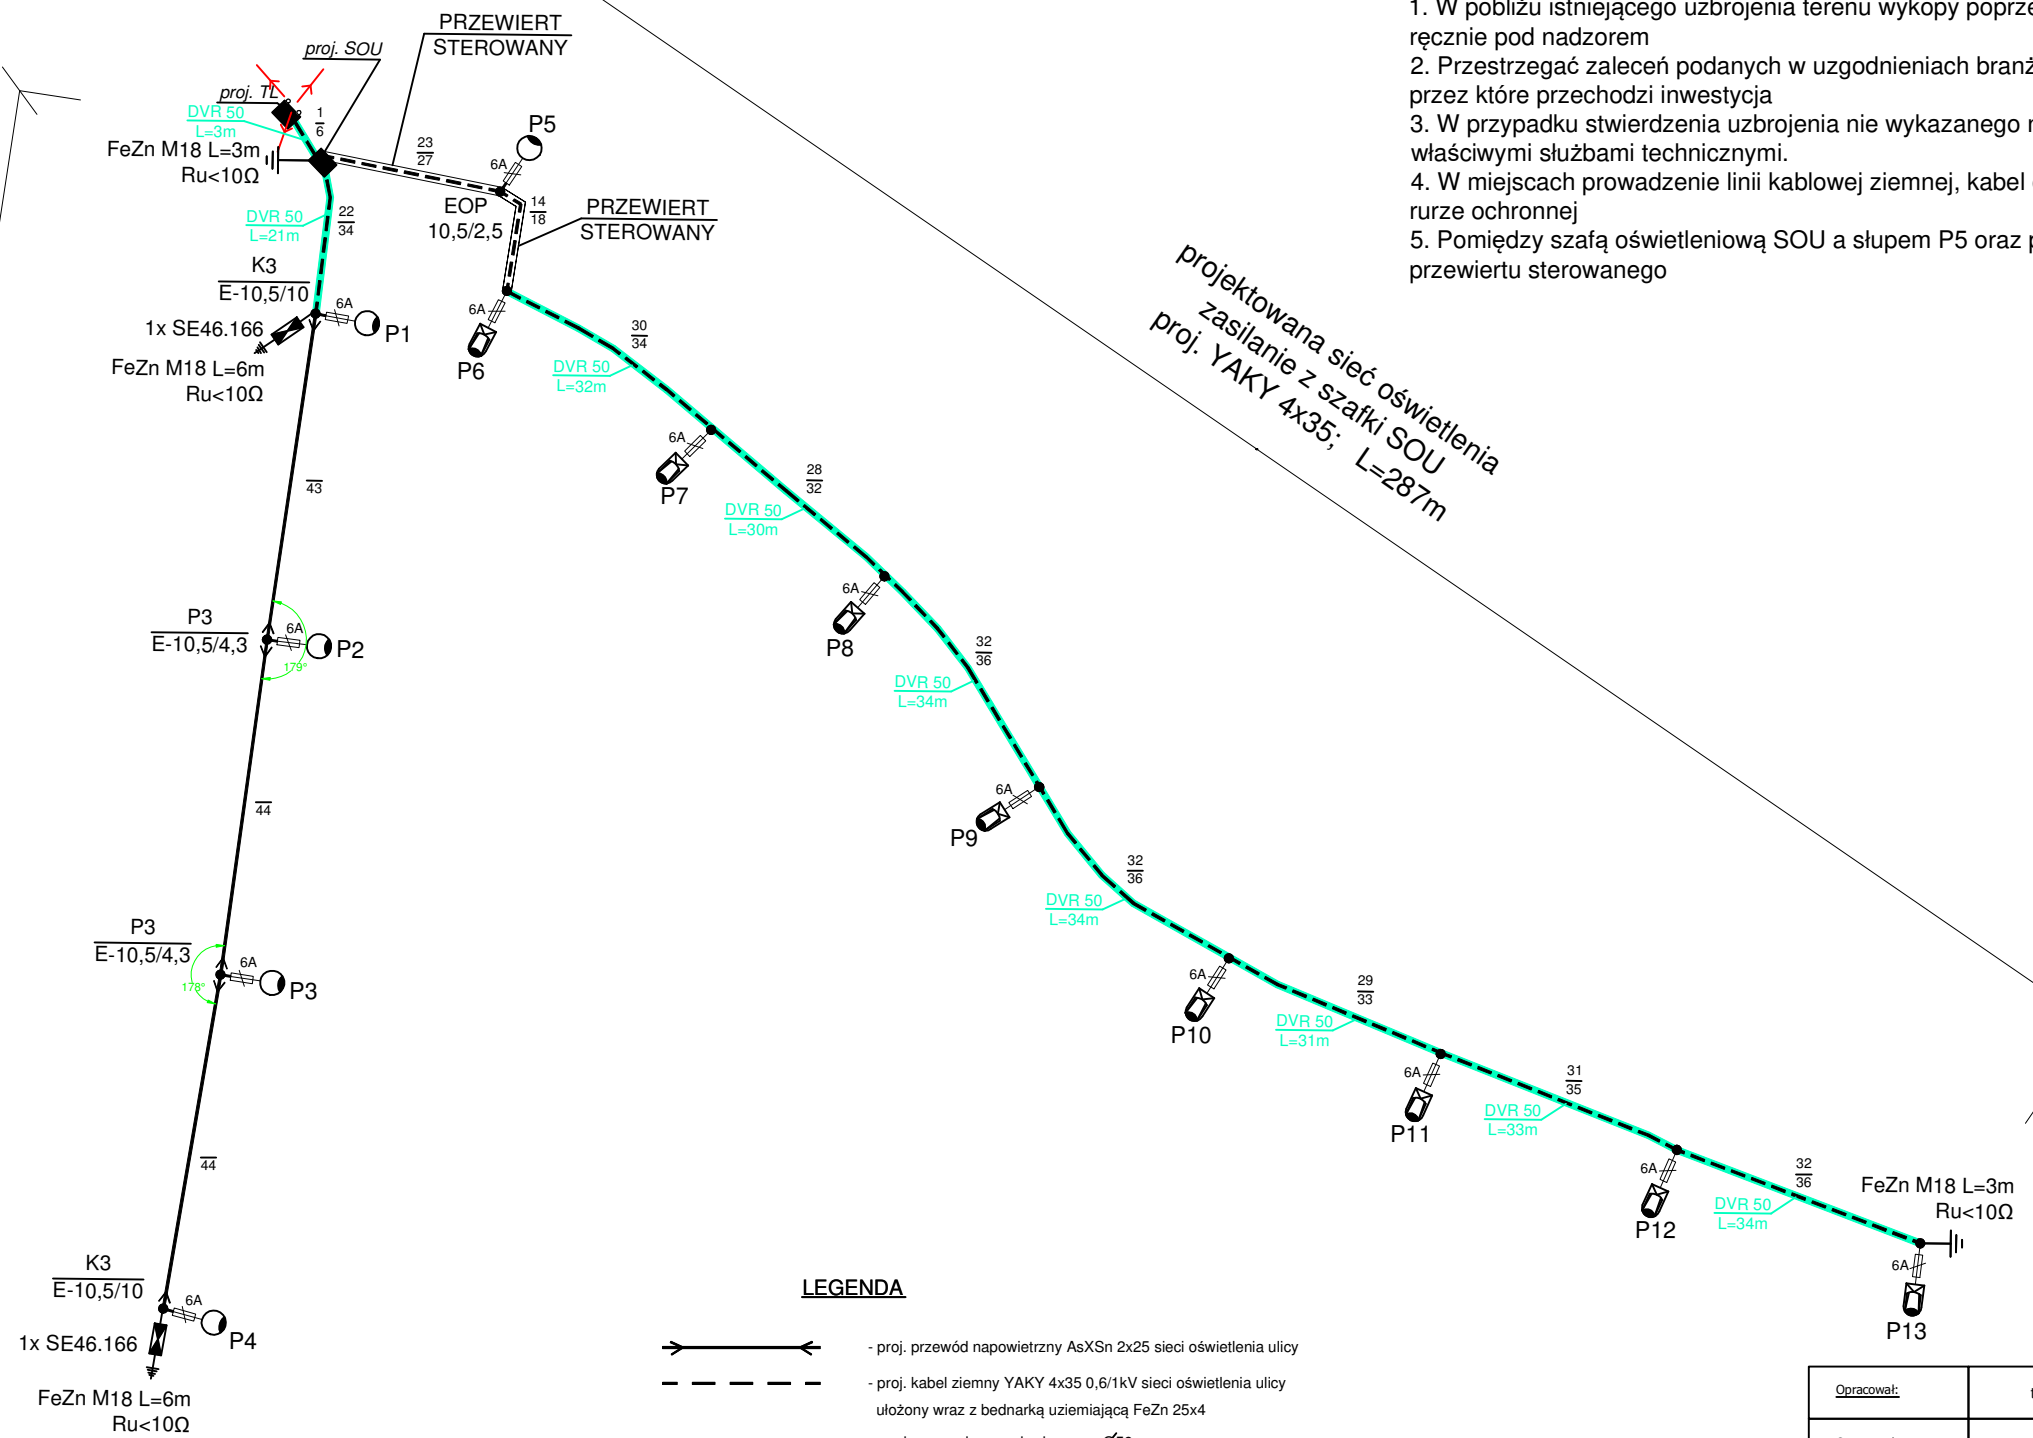 1. W pobliżu istniejącego uzbrojenia terenu wykopy
ręcznie pod nadzorem
2. Przestrzegać zaleceń podanych w uzgodnieniach
przez które przechodzi inwestycja
3. W przypadku stwierdzenia uzbrojenia nie wykazanego
właściwymi służbami technicznymi.
4. W miejscach prowadzenie linii kablowej ziemnej, kabel
rurze ochronnej
5. Pomiędzy szafą oświetleniową SOU a słupem P5 oraz
przewiertu sterowanego
PRZEWIERT
STEROWANY
proj. SOU
proj. TL
DVR 50
L=3m
1
6
FeZn M18 L=3m
Ru<10Ω
23
27
P5
6A
EOP
10,5/2,5
14
18
PRZEWIERT
STEROWANY
DVR 50
L=21m
22
34
K3
E-10,5/10
6A
P1
1x SE46.166
FeZn M18 L=6m
Ru<10Ω
6A
P6
30
34
DVR 50
L=32m
projektowana sieć oświetlenia
zasilanie z szafki SOU
proj. YAKY 4x35; L=287m
6A
P7
43
28
32
DVR 50
L=30m
6A
P8
P3
E-10,5/4,3
6A
P2
179°
32
36
DVR 50
L=34m
6A
P9
44
32
36
DVR 50
L=34m
P3
E-10,5/4,3
6A
P3
178°
6A
P10
29
33
DVR 50
L=31m
6A
P11
31
35
DVR 50
L=33m
44
6A
P12
32
36
DVR 50
L=34m
FeZn M18 L=3m
Ru<10Ω
6A
P13
K3
E-10,5/10
6A
P4
1x SE46.166
FeZn M18 L=6m
Ru<10Ω
LEGENDA
- proj. przewód napowietrzny AsXSn 2x25 sieci oświetlenia ulicy
- proj. kabel ziemny YAKY 4x35 0,6/1kV sieci oświetlenia ulicy
ułożony wraz z bednarką uziemiającą FeZn 25x4
Opracował: